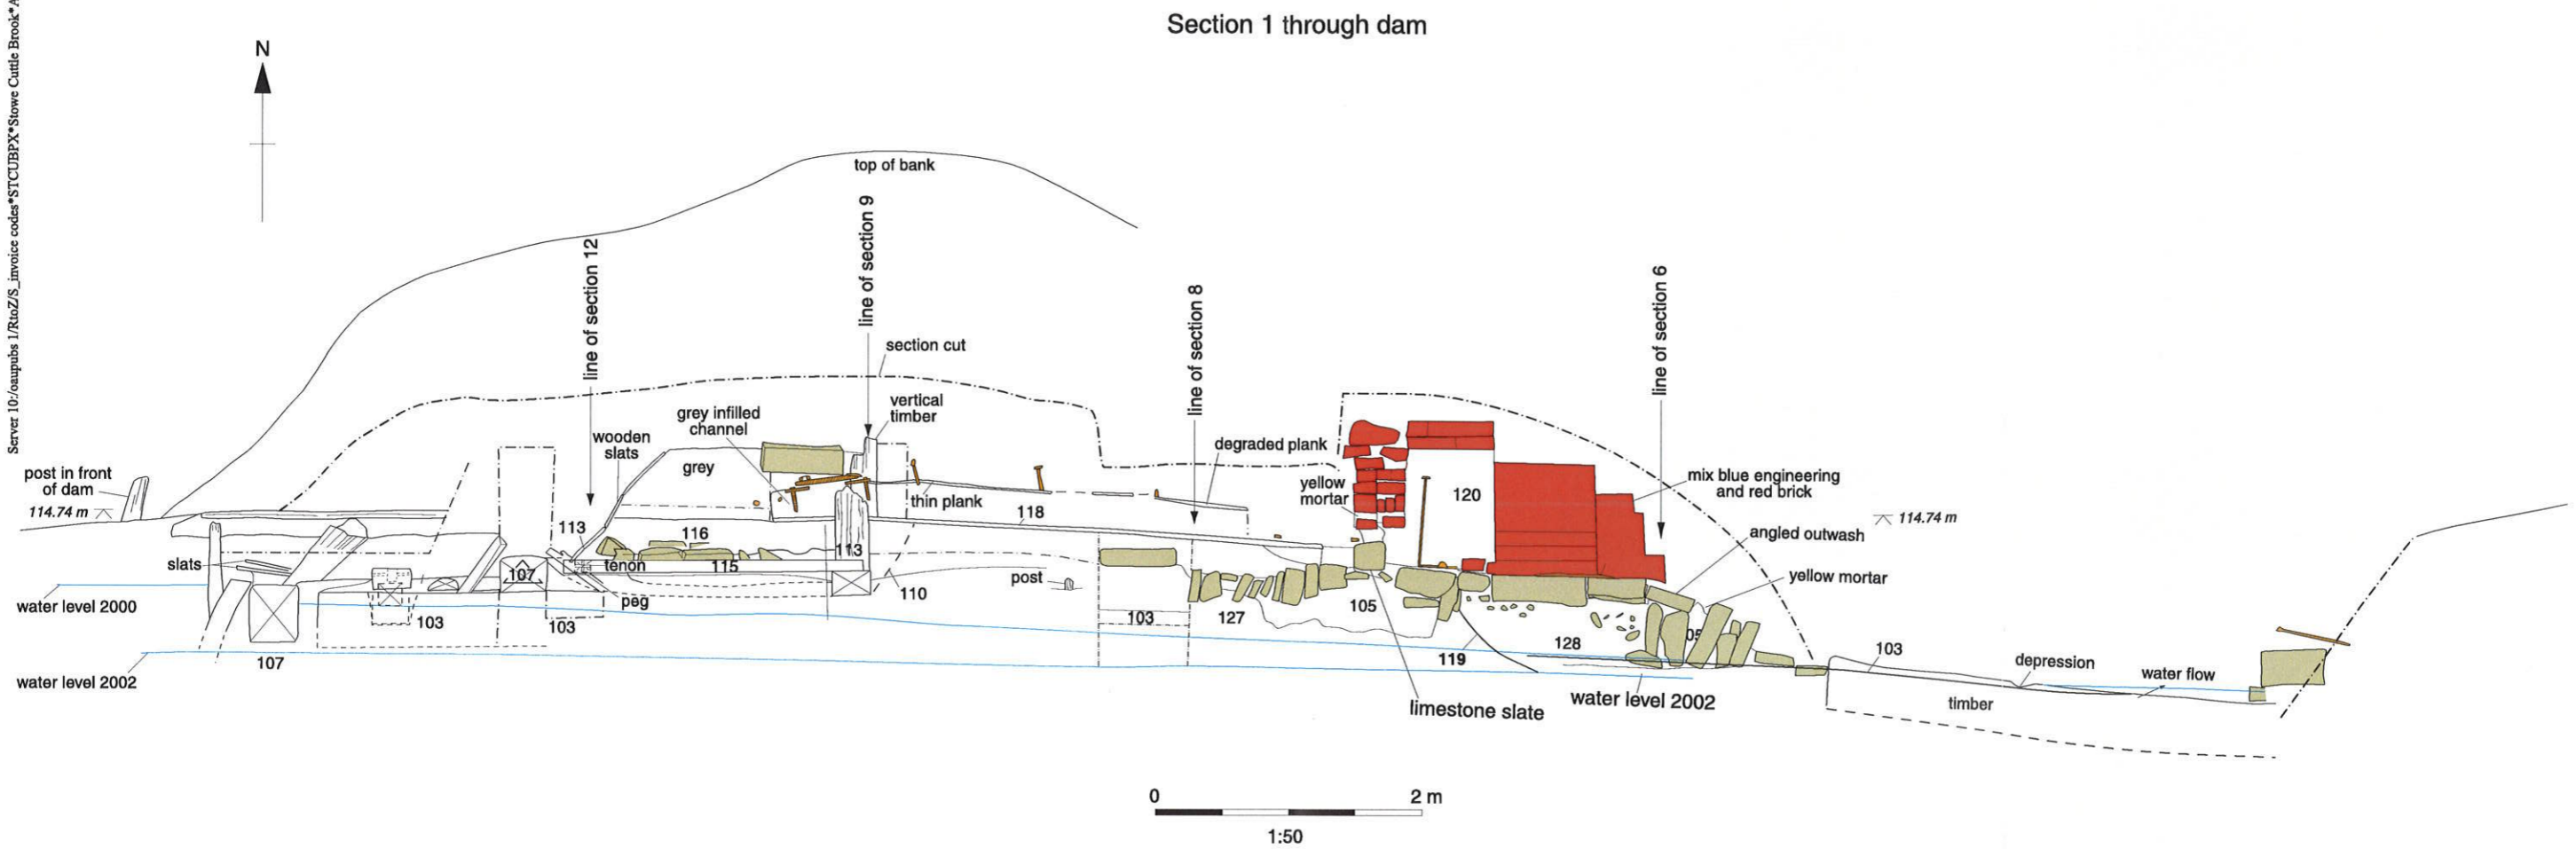 Section 1 through dam
Server 10:/oaupubs 1/RtoZ/S_invoice codes*STCUBPX*Stowe Cuttle Brook*A
N
top of bank
line of section 12
line of section 9
line of section 8
line of section 6
section cut
vertical
timber
grey infilled
channel
wooden
slats
grey
degraded plank
thin plank
post in front
of dam
114.74 m
yellow
mortar
120
mix blue engineering
and red brick
114.74 m
angled outwash
yellow mortar
113
116
118
113
slats
tenon
115
107
peg
110
post
water level 2000
103
103
103
127
105
05
128
119
107
water level 2002
limestone slate
water level 2002
103
depression
water flow
timber
0
2 m
1:50